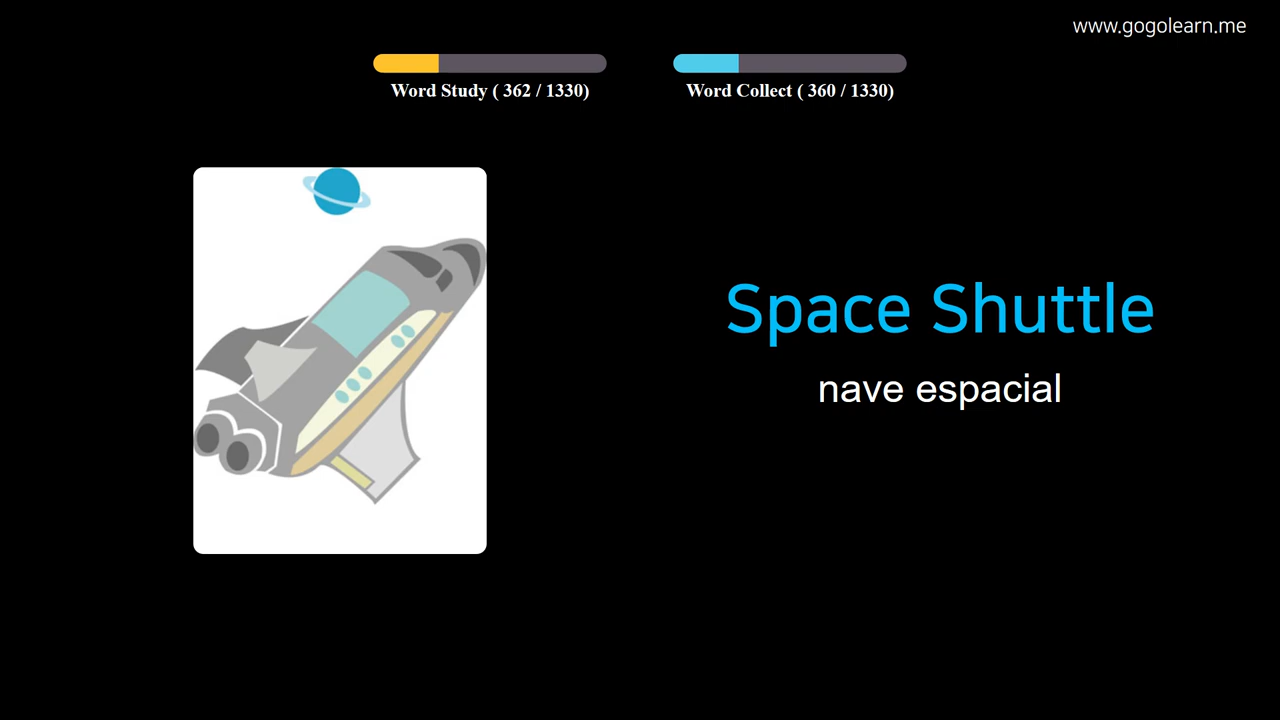 www.gogolearn.me
Word Study ( 362 / 1330)
Word Collect ( 360 / 1330)
Space Shuttle
nave espacial